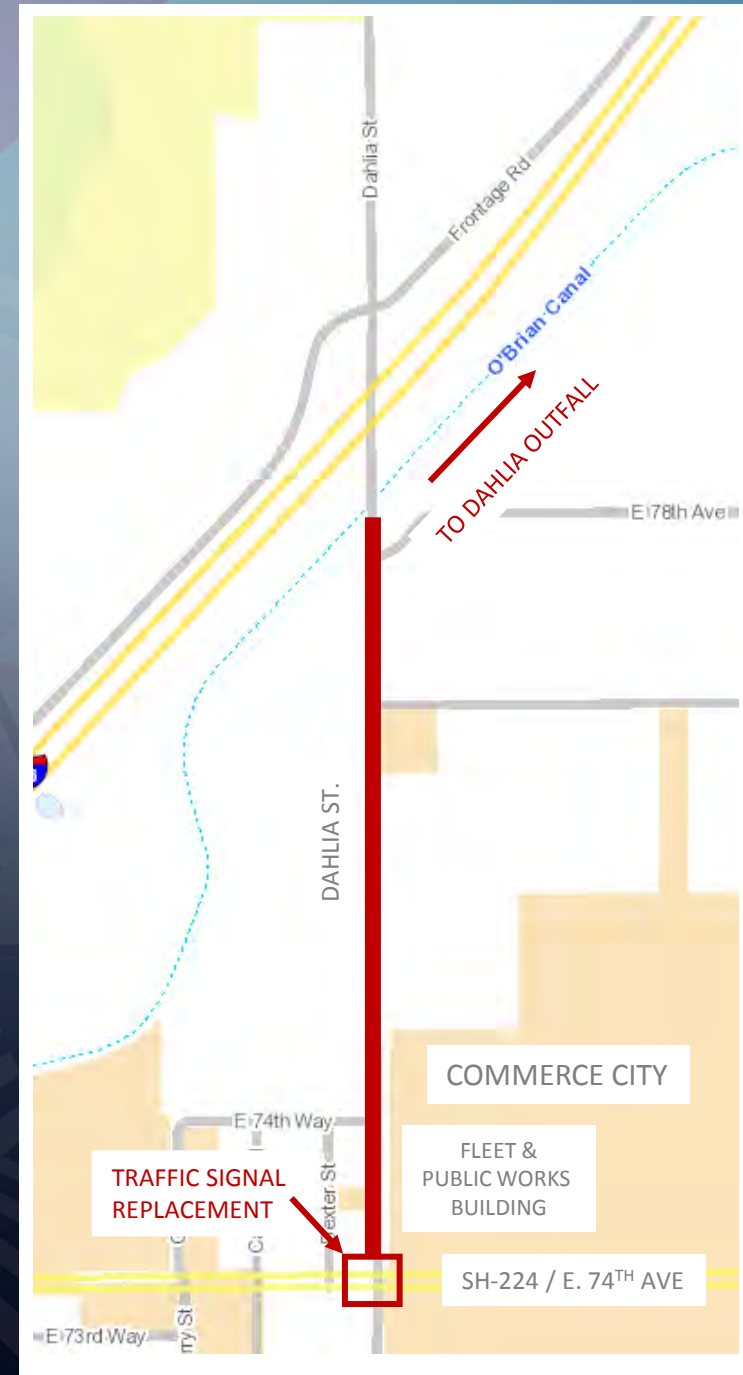 Dahlia St
Frontage Rd
O'Brian Canal
TO DAHLIA OUTFALL
E 78th Ave
DAHLIA ST.
COMMERCE CITY
E 74th Way
FLEET &
PUBLIC WORKS
BUILDING
TRAFFIC SIGNAL
REPLACEMENT
Dexter St
SH-224 / E. 74TH AVE
E 73rd Way